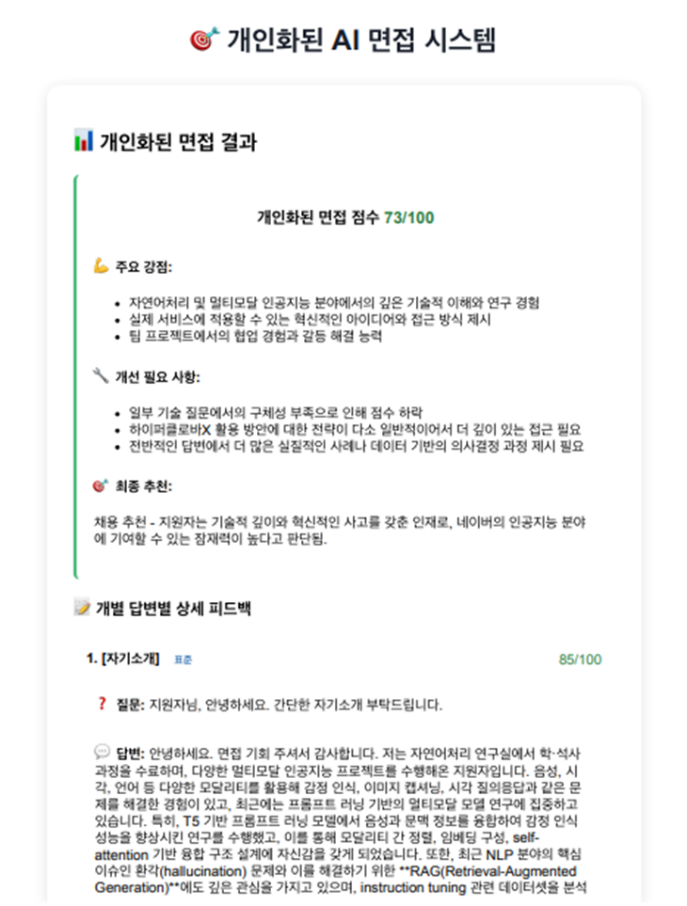 🎯 개인화된 AI 면접 시스템
📊 개인화된 면접 결과
개인화된 면접 점수 73/100
💪 주요 강점:
• 자연어처리 및 멀티모달 인공지능 분야에서의 깊은 기술적 이해와 연구 경험
• 실제 서비스에 적용할 수 있는 혁신적인 아이디어와 접근 방식 제시
• 팀 프로젝트에서의 협업 경험과 갈등 해결 능력
🔧 개선 필요 사항:
• 일부 기술 질문에서의 구체성 부족으로 인해 점수 하락
• 하이퍼클로바X 활용 방안에 대한 전략이 다소 일반적이어서 더 깊이 있는 접근 필요
• 전반적인 답변에서 더 많은 실질적인 사례나 데이터 기반의 의사결정 과정 제시 필요
🎯 최종 추천:
채용 추천 - 지원자는 기술적 깊이와 혁신적인 사고를 갖춘 인재로, 네이버의 인공지능 분야
에 기여할 수 있는 잠재력이 높다고 판단됨.
📝 개별 답변별 상세 피드백
1. [자기소개] 표준 85/100
❓ 질문: 지원자님, 안녕하세요. 간단한 자기소개 부탁드립니다.
💬 답변: 안녕하세요. 면접 기회 주셔서 감사합니다. 저는 자연어처리 연구실에서 학·석사
과정을 수료하며, 다양한 멀티모달 인공지능 프로젝트를 수행해온 지원자입니다. 음성, 시
각, 언어 등 다양한 모달리티를 활용해 감정 인식, 이미지 캡셔닝, 시각 질의응답과 같은 문
제를 해결한 경험이 있고, 최근에는 프롬프트 러닝 기반의 멀티모달 모델 연구에 집중하고
있습니다. 특히, T5 기반 프롬프트 러닝 모델에서 음성과 문맥 정보를 융합하여 감정 인식
성능을 향상시킨 연구를 수행했고, 이를 통해 모달리티 간 정렬, 임베딩 구성, self-
attention 기반 융합 구조 설계에 자신감을 갖게 되었습니다. 또한, 최근 NLP 분야의 핵심
이슈인 환각(hallucination) 문제와 이를 해결하기 위한 **RAG(Retrieval-Augmented
Generation)**에도 깊은 관심을 가지고 있으며, instruction tuning 관련 데이터셋을 분석